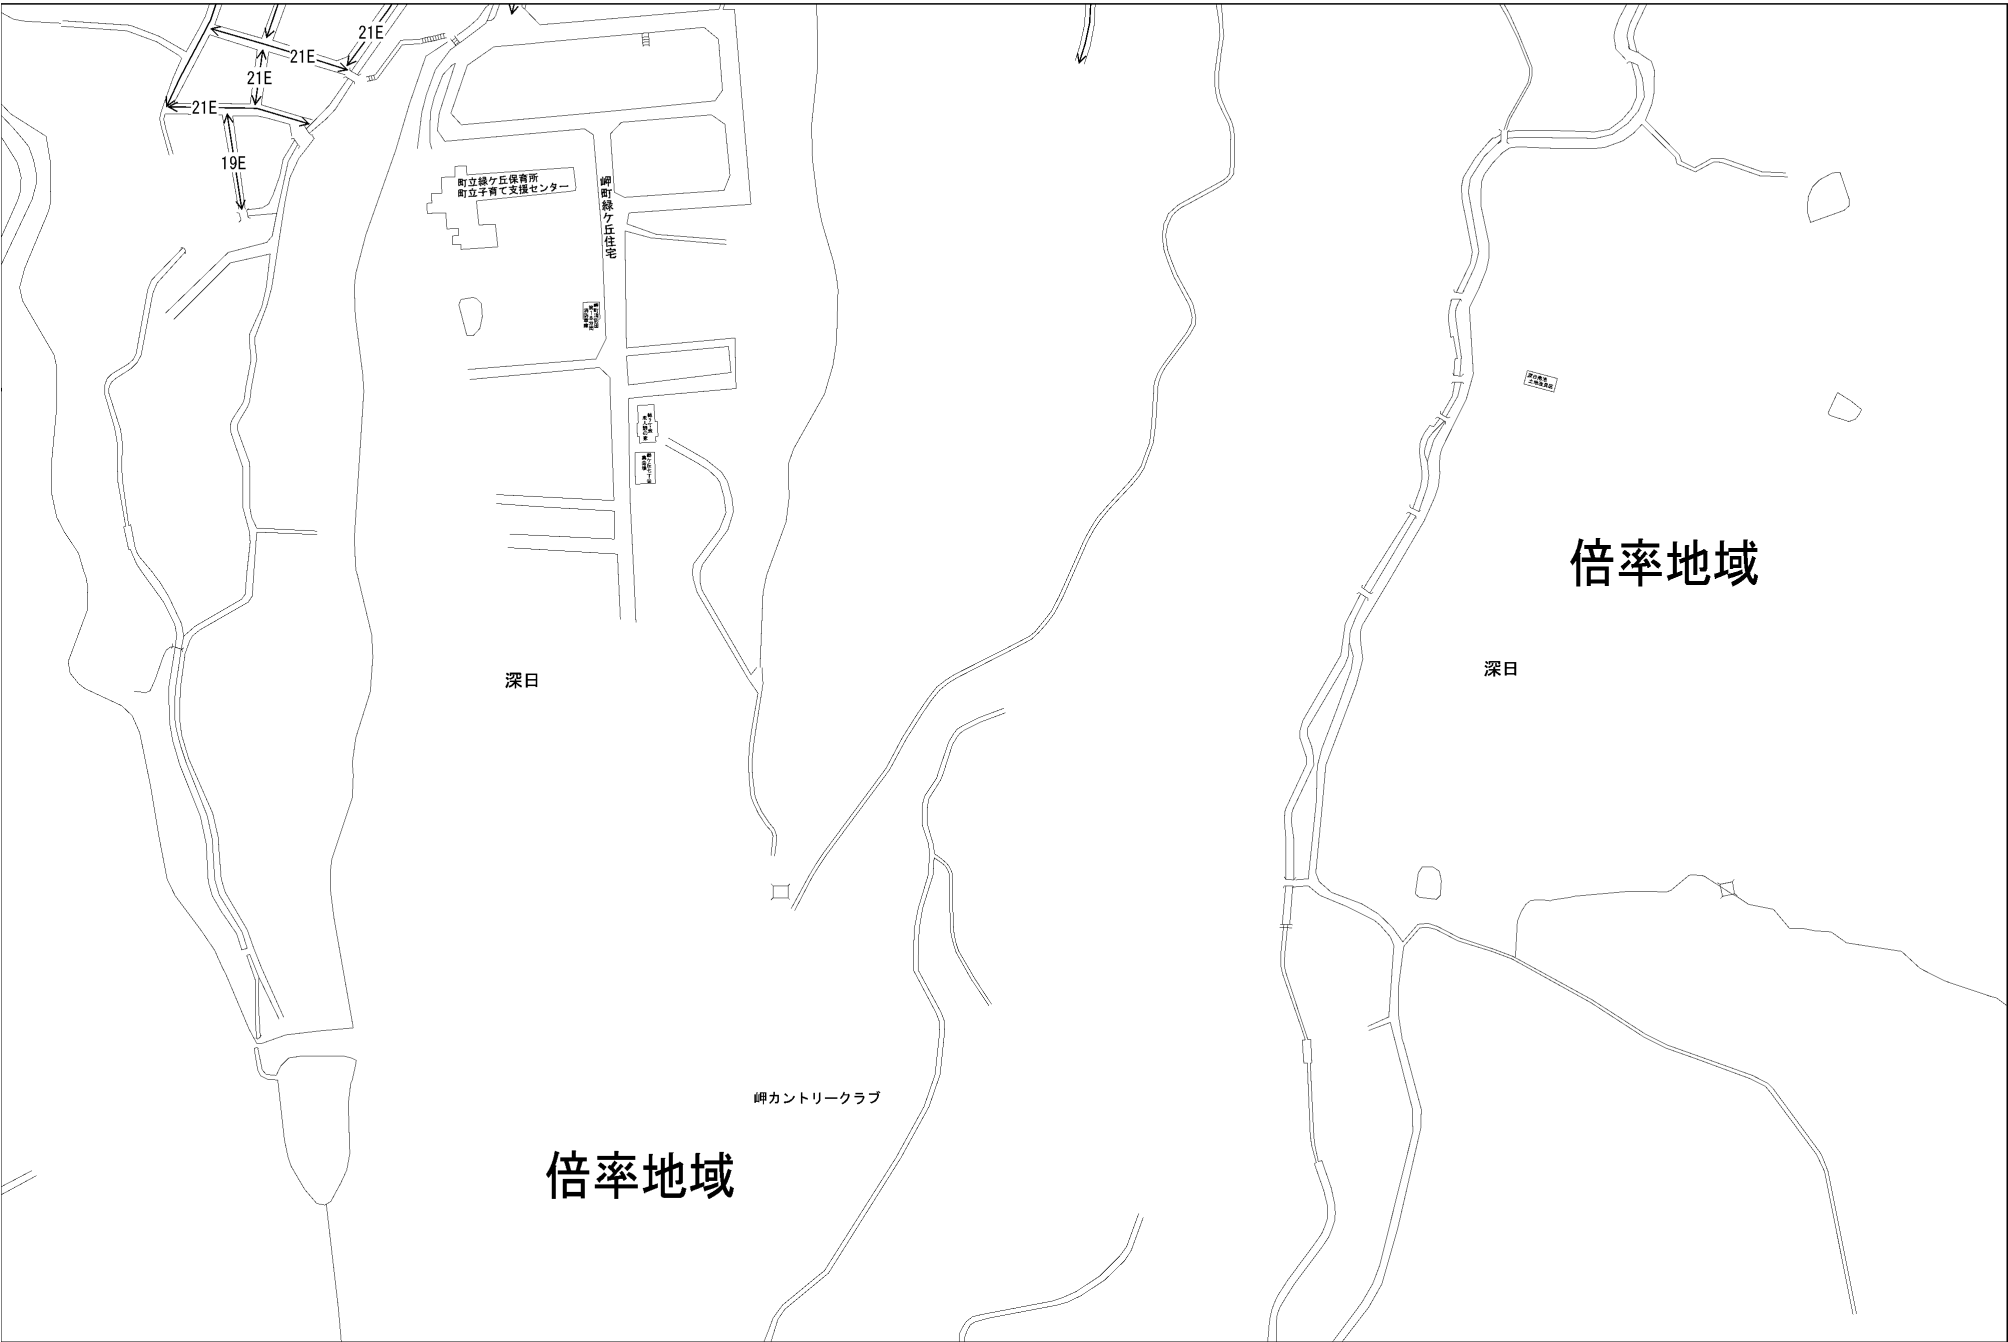 21E
21E
21E
21E
19E
町立緑ケ丘保育所
町立子育て支援センター
岬町緑ケ丘住宅
倍率地域
深日
深日
岬カントリークラブ
倍率地域